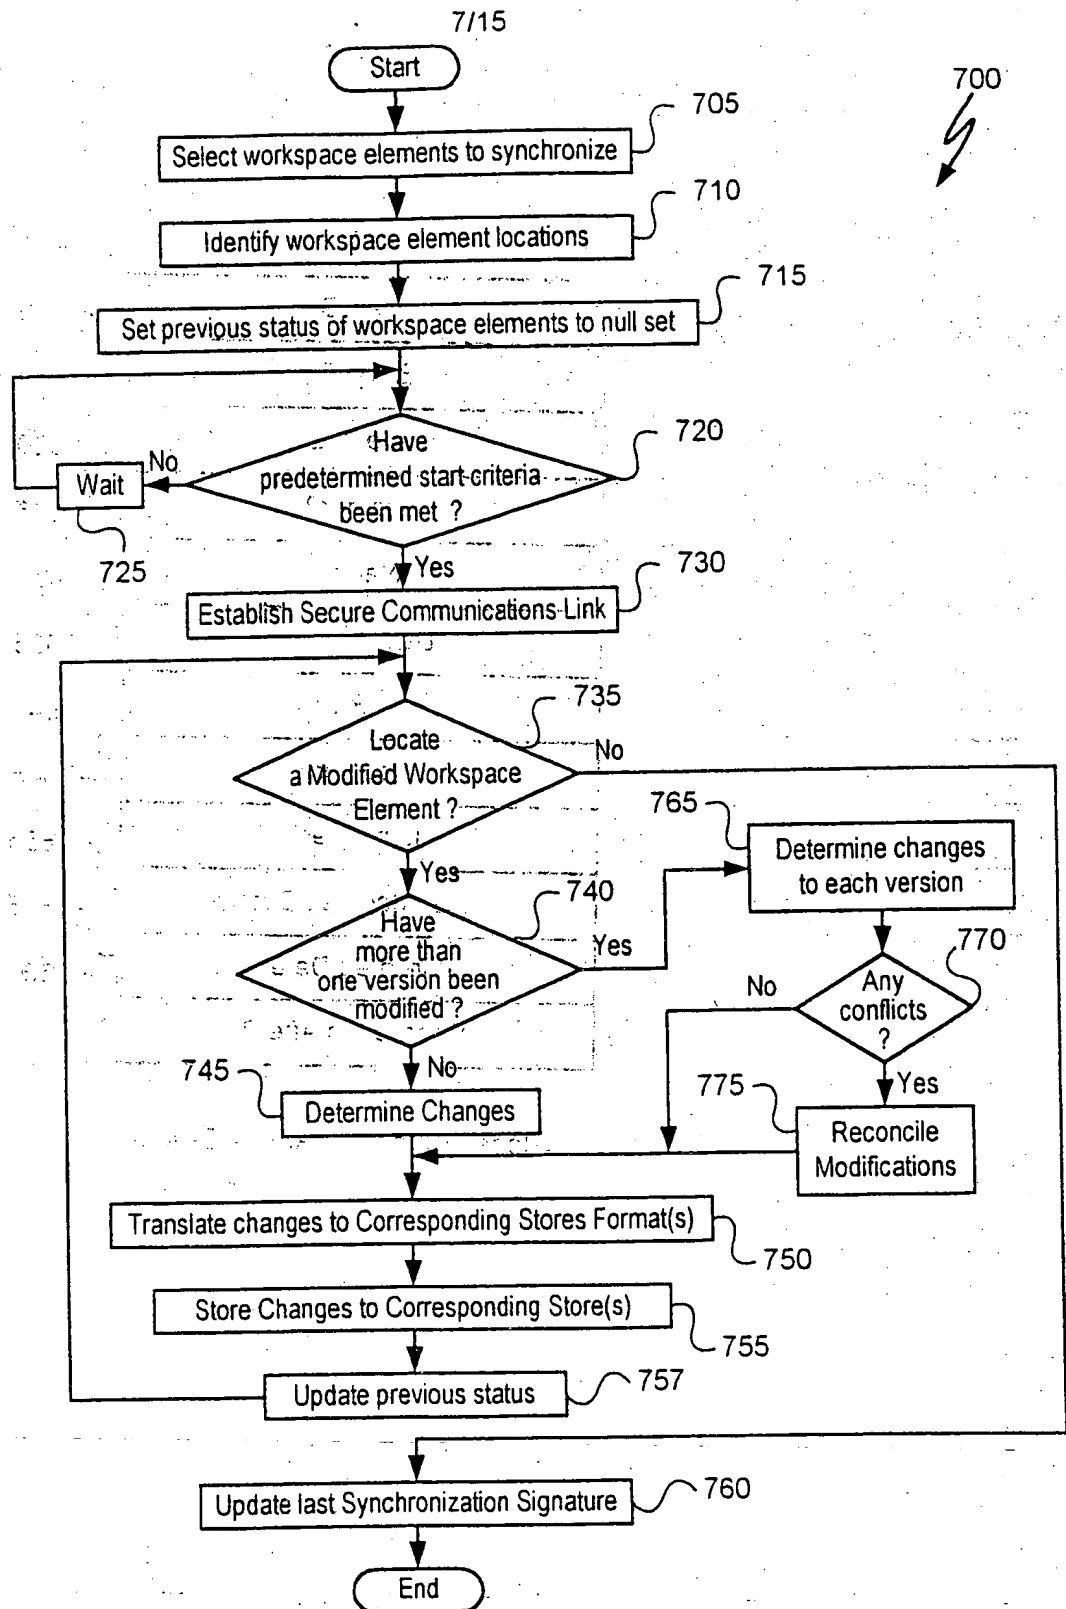 7/15
Start
700
705
Select workspace elements to synchronize
710
Identify workspace element locations
715
Set previous status of workspace elements to null set
720
Have
predetermined start criteria
been met ?
No
Wait
725
Yes
730
Establish Secure Communications Link
735
Locate
a Modified Workspace
Element ?
No
Yes
740
Have
more than
one version been
modified ?
Yes
765
Determine changes
to each version
770
Any
conflicts
?
No
Yes
775
Reconcile
Modifications
No
745
Determine Changes
Translate changes to Corresponding Stores Format(s)
750
Store Changes to Corresponding Store(s)
755
Update previous status
757
Update last Synchronization Signature
760
End